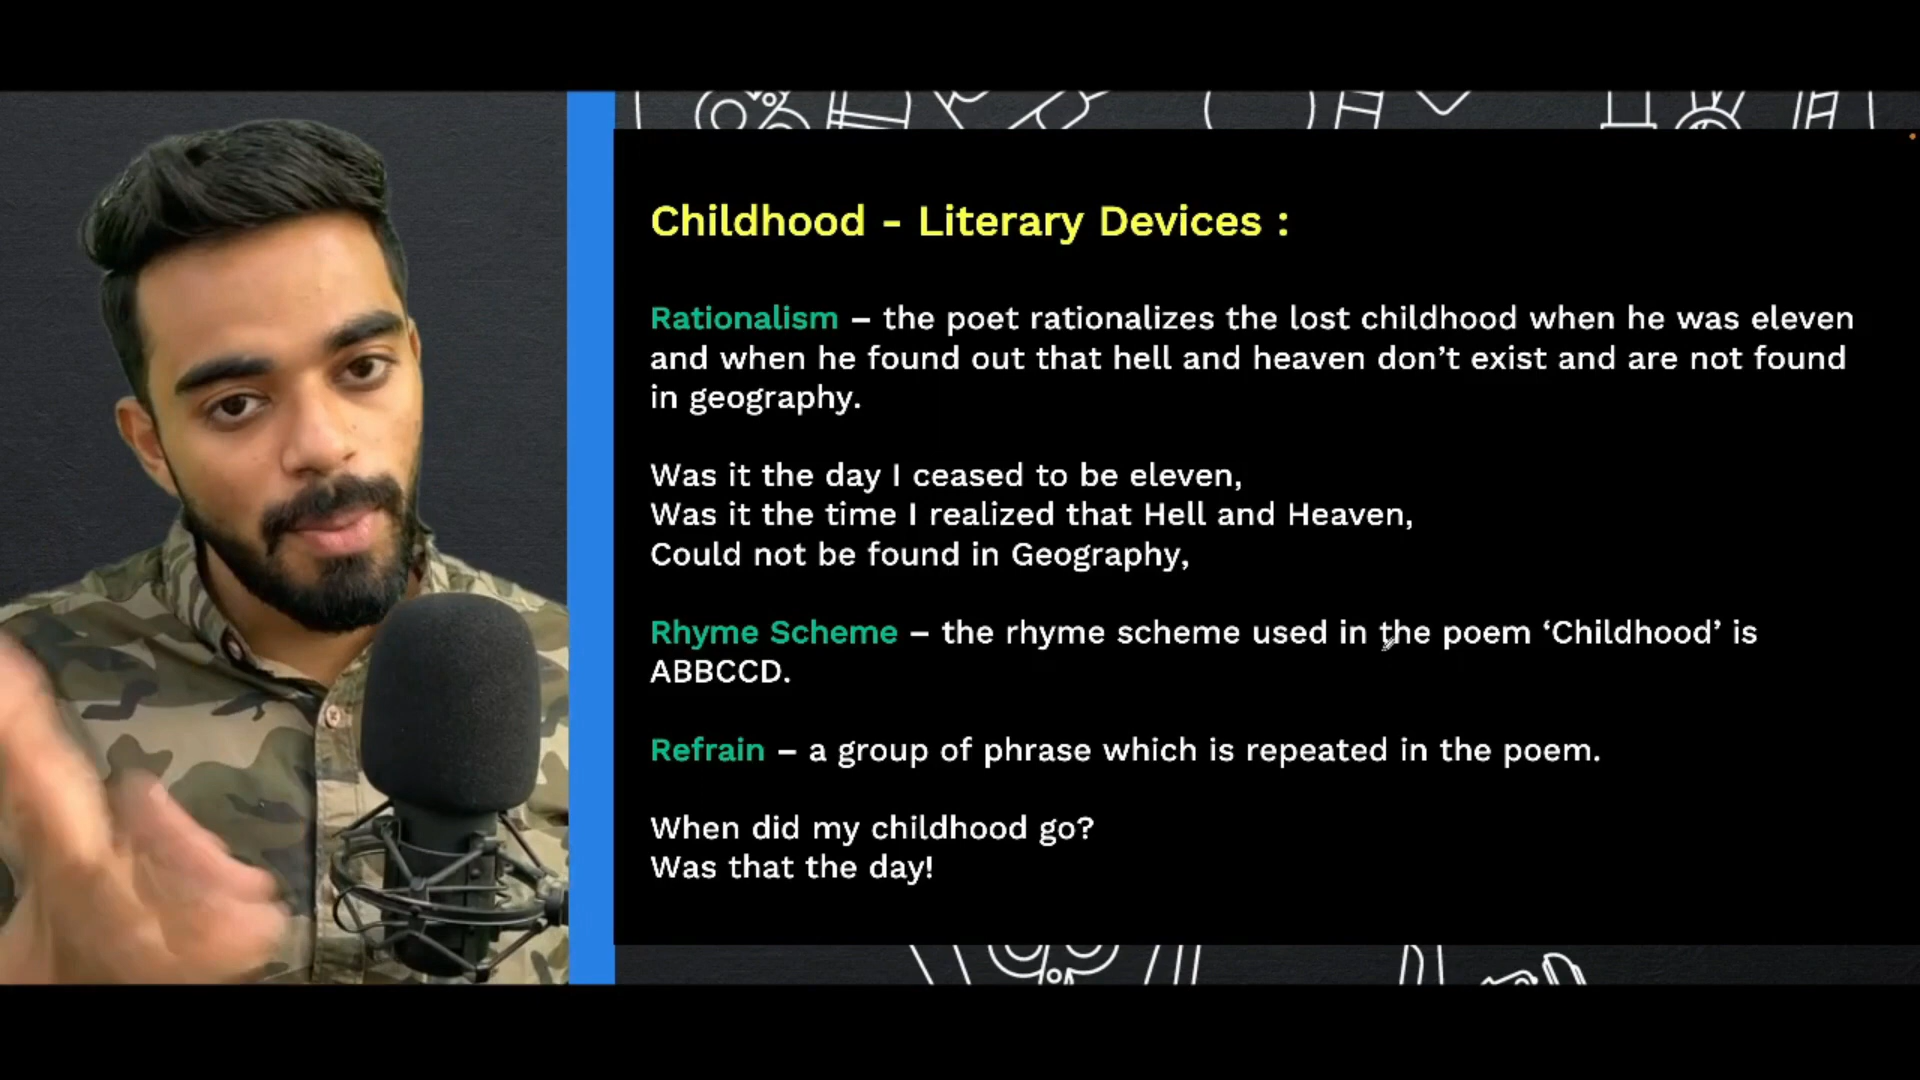 Childhood - Literary Devices :
Rationalism – the poet rationalizes the lost childhood when he was eleven
and when he found out that hell and heaven don’t exist and are not found
in geography.
Was it the day I ceased to be eleven,
Was it the time I realized that Hell and Heaven,
Could not be found in Geography,
Rhyme Scheme – the rhyme scheme used in the poem ‘Childhood’ is
ABBCCD.
Refrain – a group of phrase which is repeated in the poem.
When did my childhood go?
Was that the day!